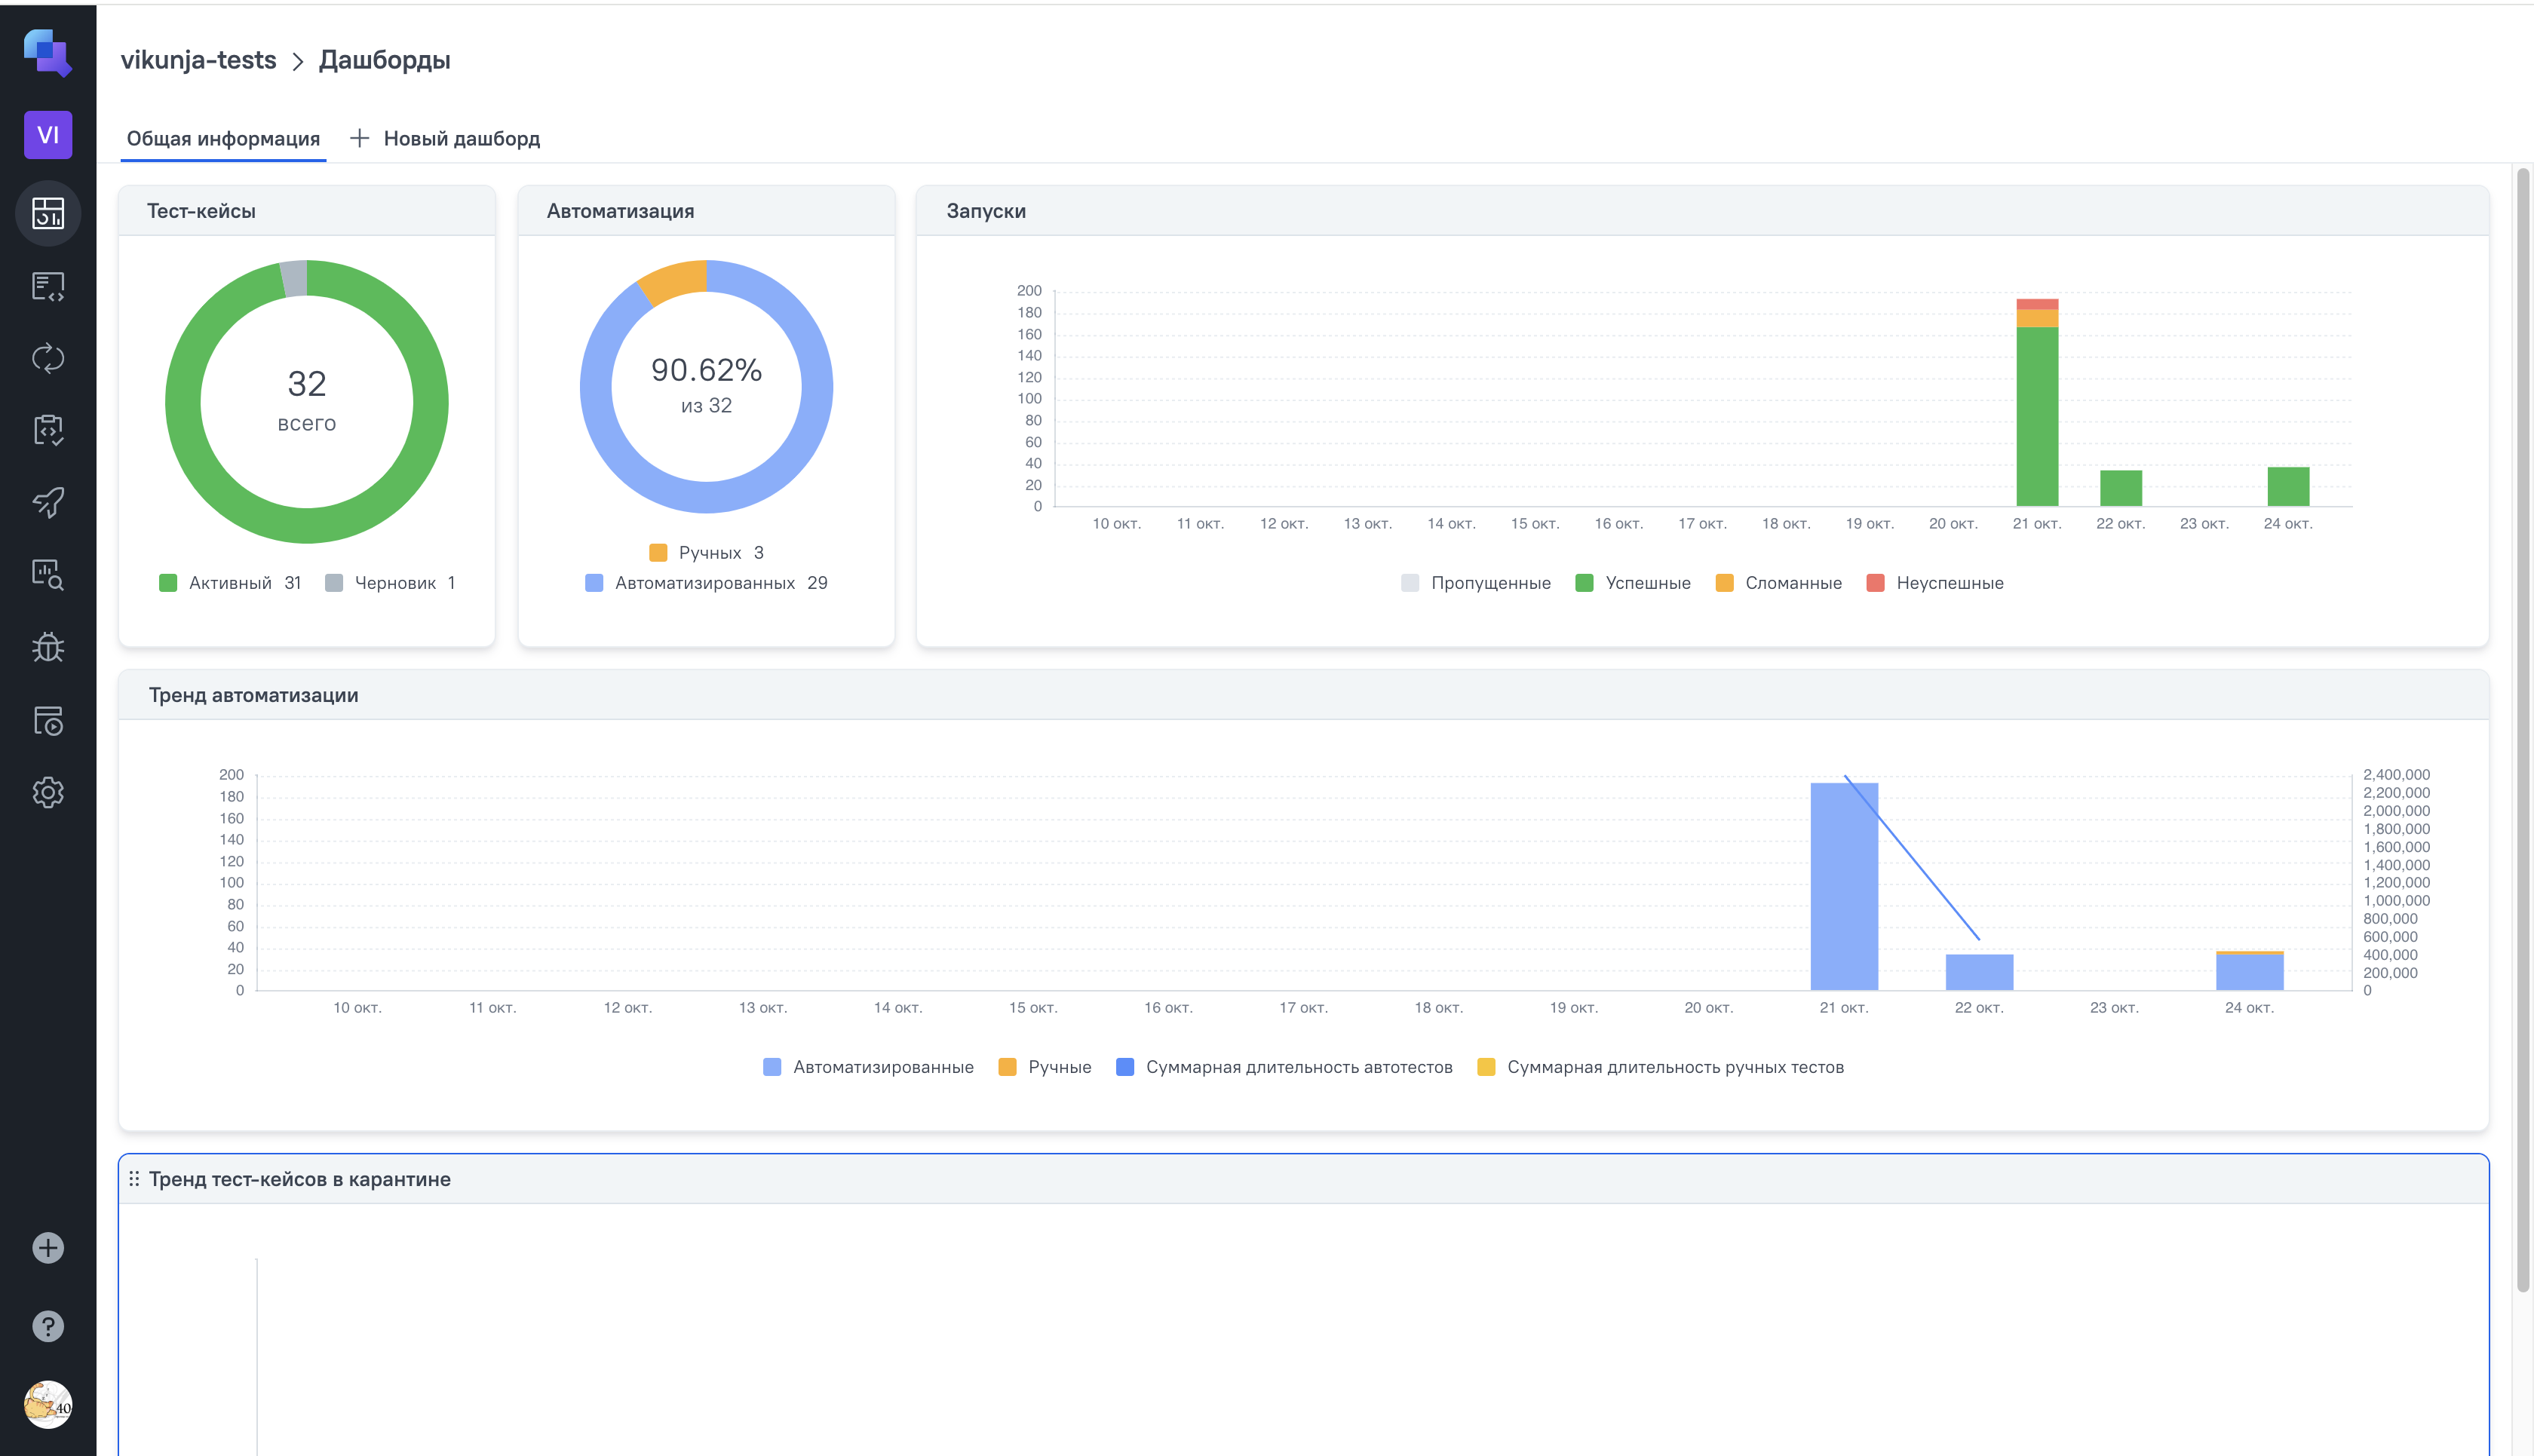 vikunja-tests > Дашборды
VI
Общая информация + Новый дашборд
Тест-кейсы
32
всего
Активный 31 Черновик 1
Автоматизация
90.62%
из 32
Ручных 3
Автоматизированных 29
Запуски
200
180
160
140
120
100
80
60
40
20
0
10 окт. 11 окт. 12 окт. 13 окт. 14 окт. 15 окт. 16 окт. 17 окт. 18 окт. 19 окт. 20 окт. 21 окт. 22 окт. 23 окт. 24 окт.
Пропущенные Успешные Сломанные Неуспешные
Тренд автоматизации
200
180
160
140
120
100
80
60
40
20
0
2,400,000
2,200,000
2,000,000
1,800,000
1,600,000
1,400,000
1,200,000
1,000,000
800,000
600,000
400,000
200,000
0
10 окт. 11 окт. 12 окт. 13 окт. 14 окт. 15 окт. 16 окт. 17 окт. 18 окт. 19 окт. 20 окт. 21 окт. 22 окт. 23 окт. 24 окт.
Автоматизированные Ручные Суммарная длительность автотестов Суммарная длительность ручных тестов
Тренд тест-кейсов в карантине
?
40